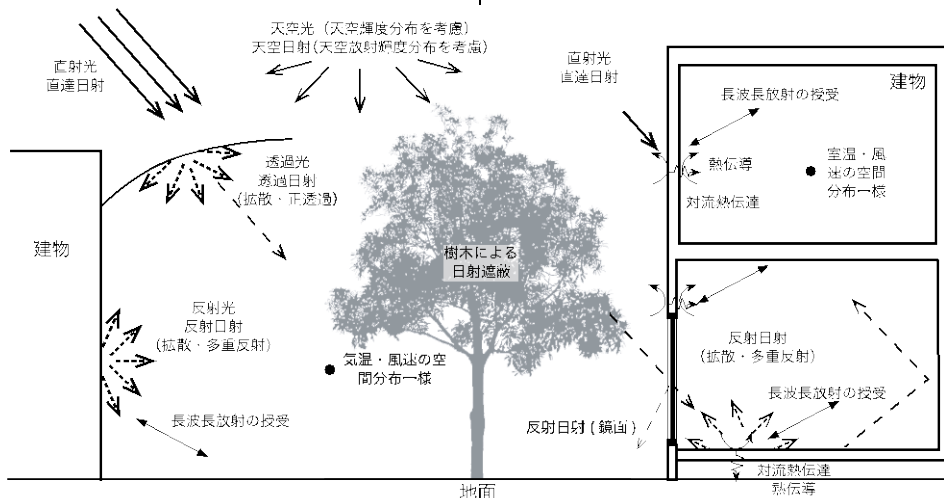 天空光（天空輝度分布を考慮）
天空日射(天空放射輝度分布を考慮)
直射光
直達日射
直射光
直達日射
建物
長波長放射の授受
透過光
透過日射
(拡散・正透過)
熱伝導
室温・風
速の空間
分布一様
対流熱伝達
建物
樹木による
日射遮蔽
反射光
反射日射
(拡散・多重反射)
反射日射
(拡散・多重反射)
気温・風速の空
間分布一様
長波長放射の授受
長波長放射の授受
反射日射(鏡面)
対流熱伝達
熱伝導
地面